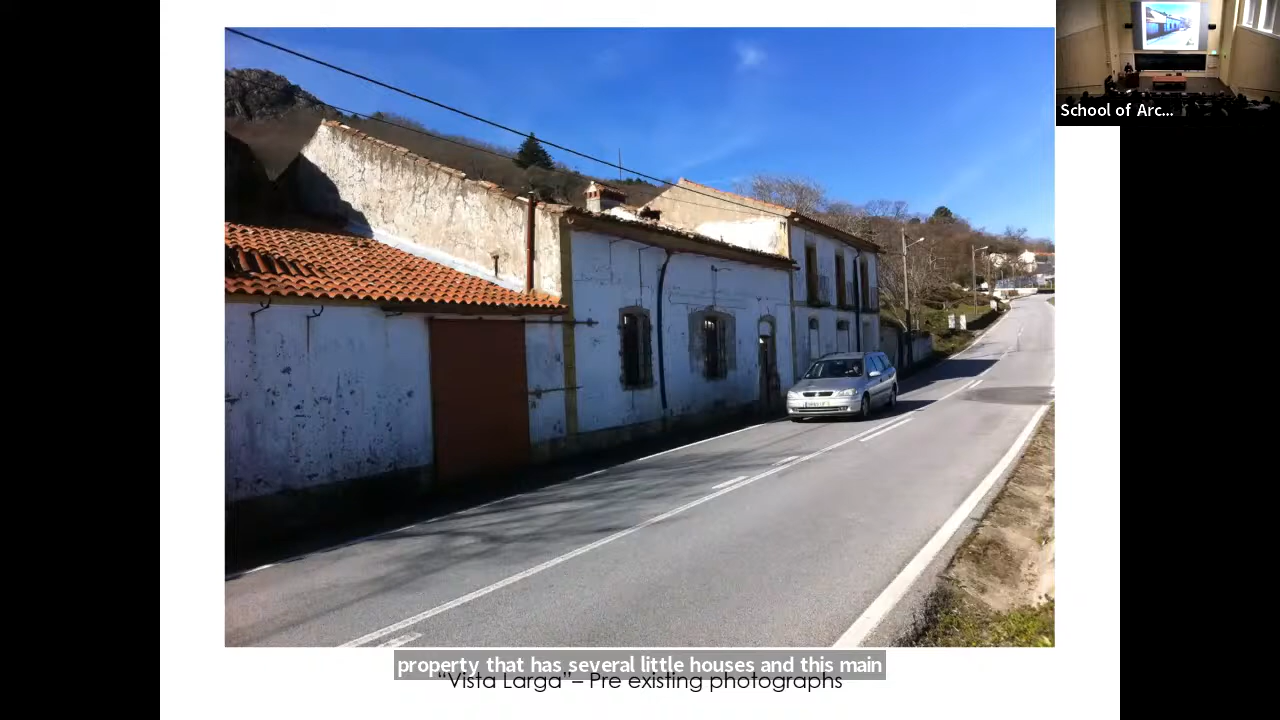 School of Arc...
property that has several little houses and this main
"Vista Larga"– Pre existing photographs